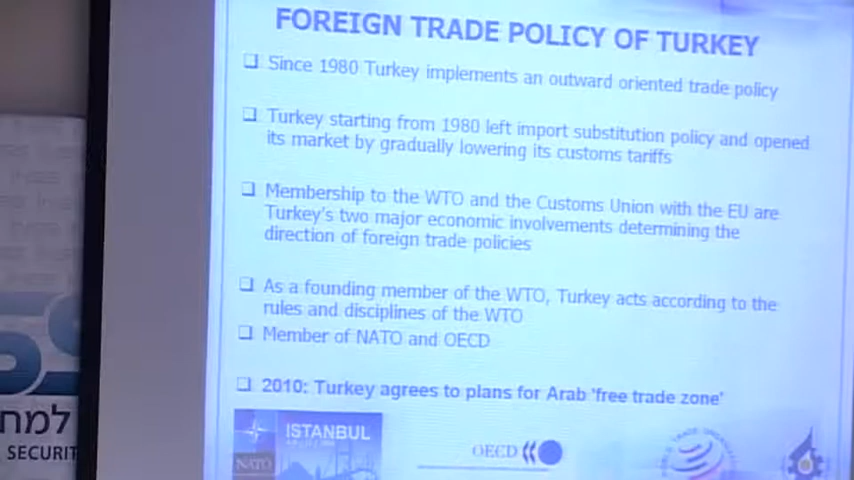 FOREIGN TRADE POLICY OF TURKEY
Since 1980 Turkey implements an outward oriented trade policy
Turkey starting from 1980 left import substitution policy and opened
its market by gradually lowering its customs tariffs
Membership to the WTO and the Customs Union with the EU are
Turkey's two major economic involvements determining the
direction of foreign trade policies
As a founding member of the WTO, Turkey acts according to the
rules and disciplines of the WTO
Member of NATO and OECD
2010: Turkey agrees to plans for Arab 'free trade zone'
ISTANBUL
NATO
OECD
למח
SECURIT